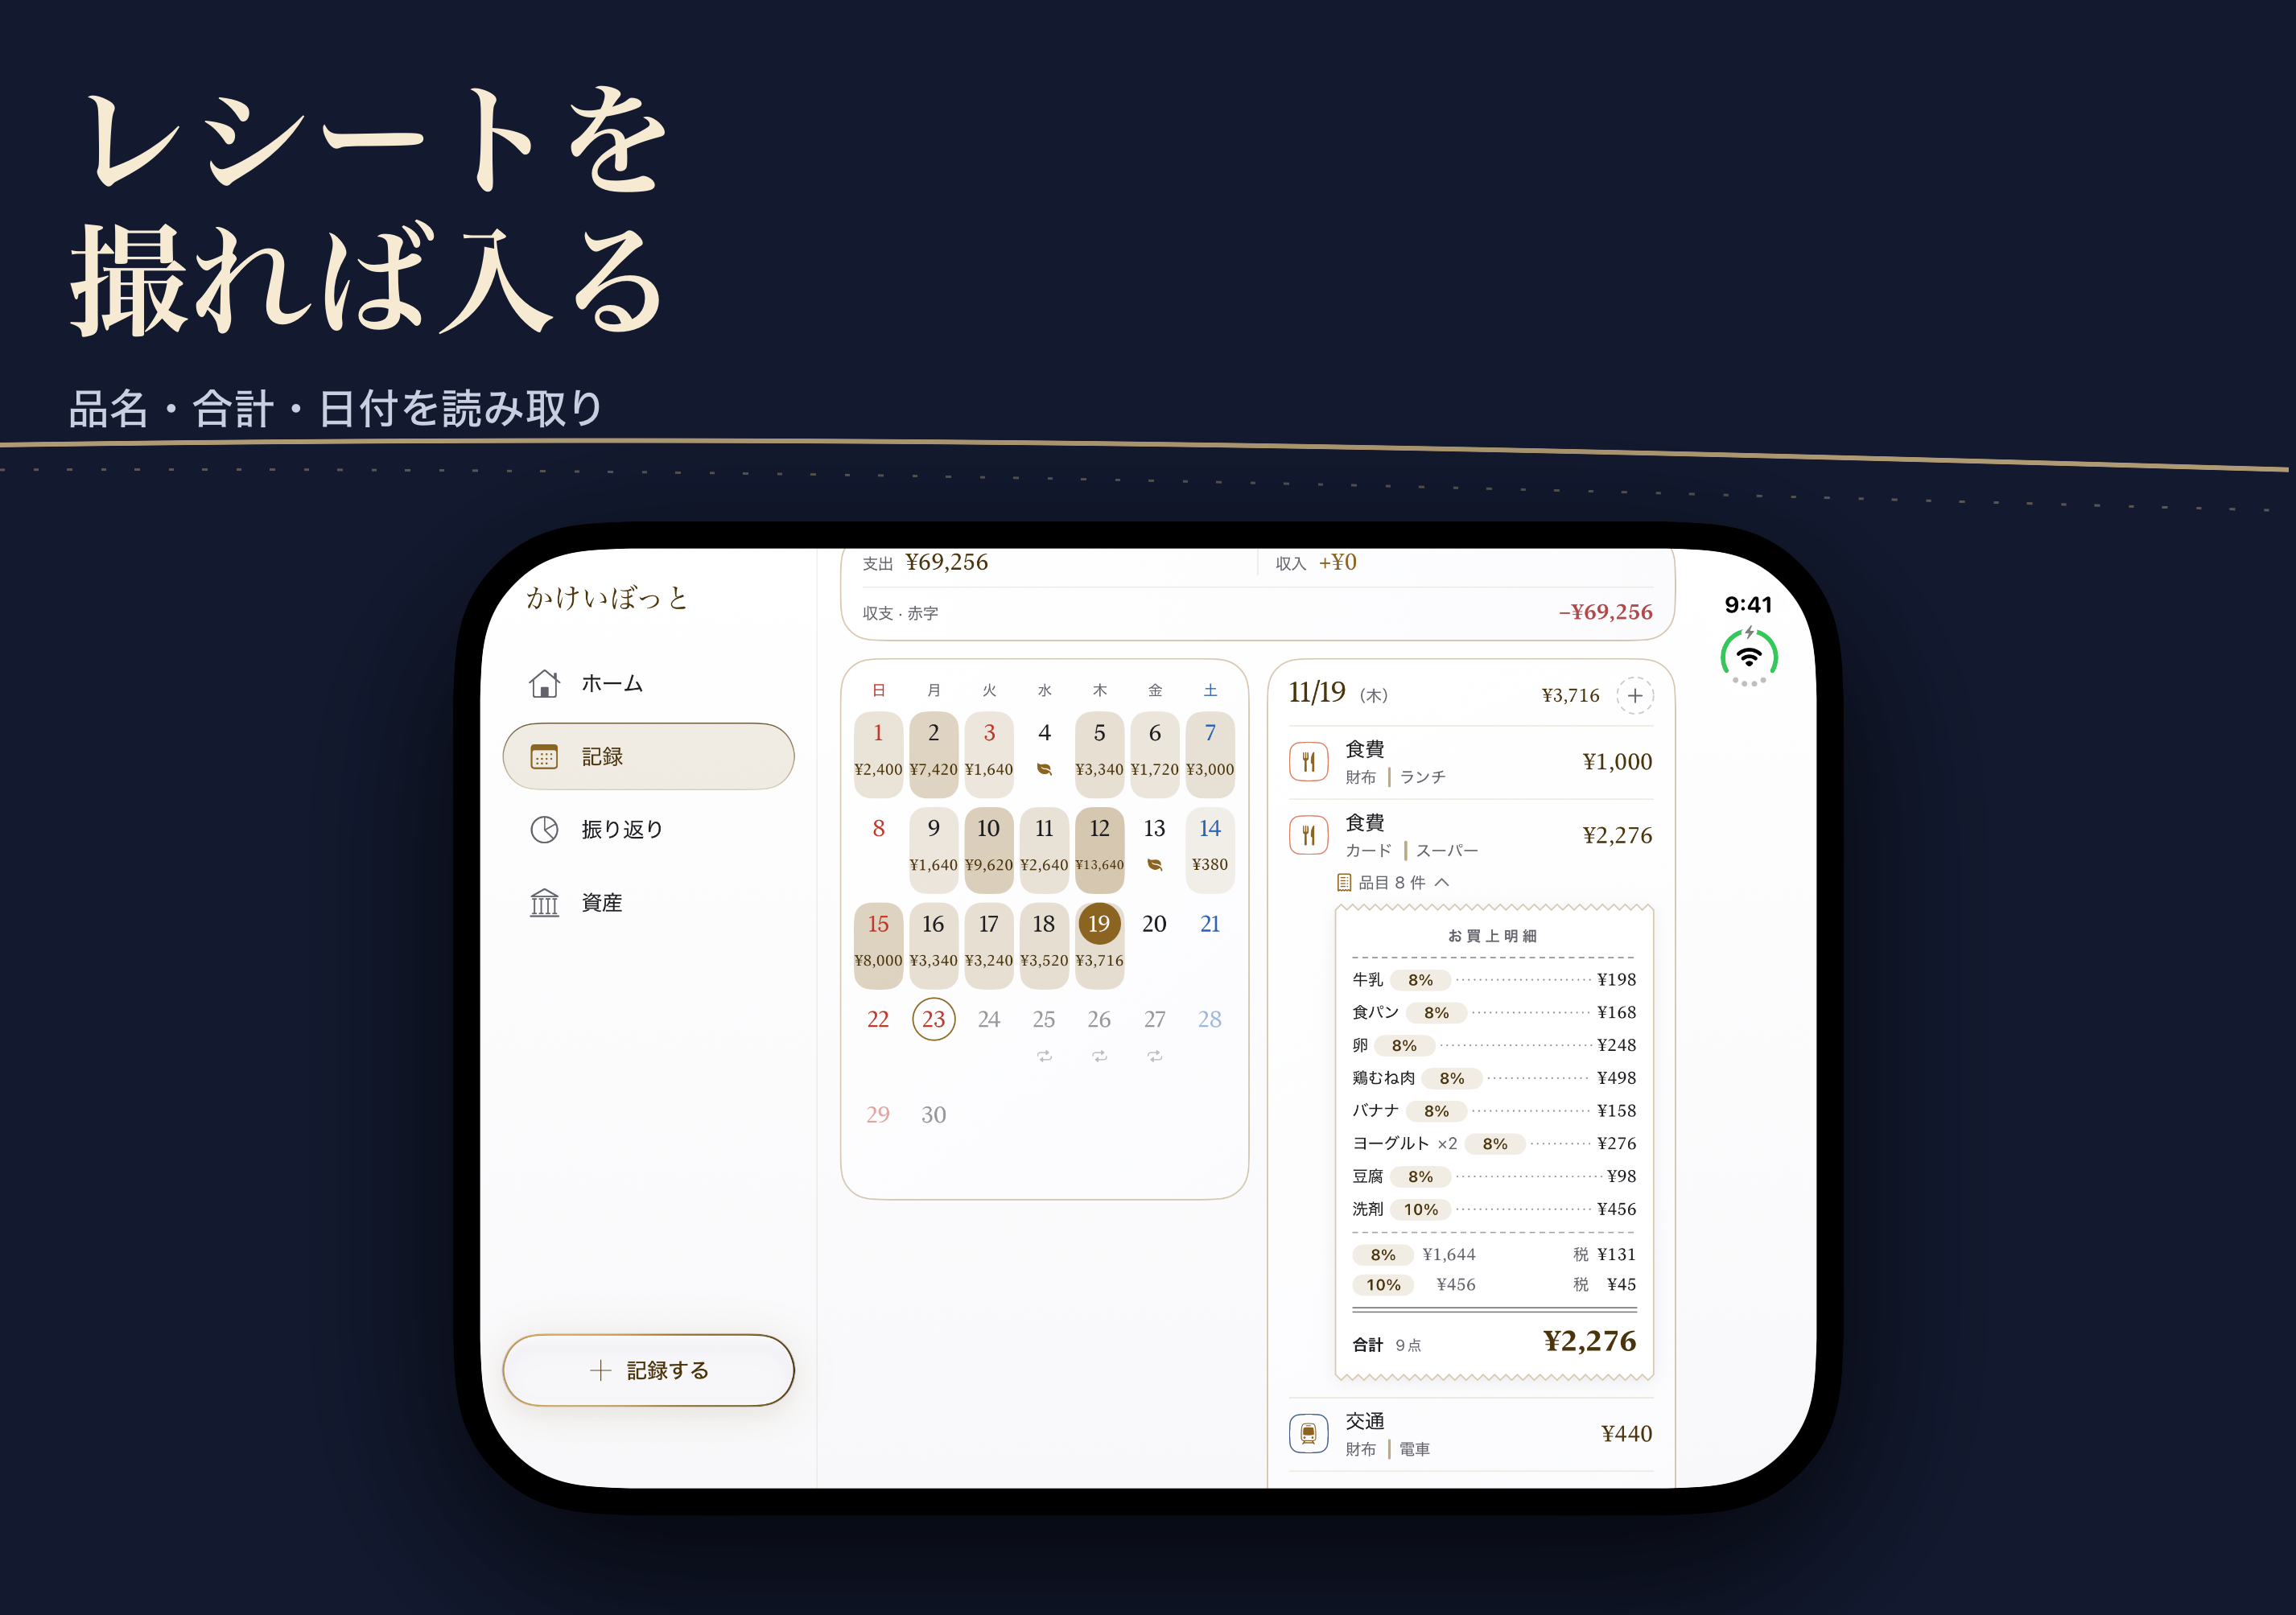 レシートを
撮れば入る
品名・合計・日付を読み取り
かけいぼっと
ホーム
記録
振り返り
資産
記録する
支出 ¥69,256 収入 +¥0
収支・赤字 −¥69,256
日 月 火 水 木 金 土
1 2 3 4 5 6 7
¥2,400 ¥7,420 ¥1,640 ¥3,340 ¥1,720 ¥3,000
8 9 10 11 12 13 14
¥1,640 ¥9,620 ¥2,640 ¥13,640 ¥380
15 16 17 18 19 20 21
¥8,000 ¥3,340 ¥3,240 ¥3,520 ¥3,716
22 23 24 25 26 27 28
29 30
11/19 (木) ¥3,716
食費 ¥1,000
財布 | ランチ
食費 ¥2,276
カード | スーパー
品目 8 件
お買上明細
牛乳 8% ¥198
食パン 8% ¥168
卵 8% ¥248
鶏むね肉 8% ¥498
バナナ 8% ¥158
ヨーグルト ×2 8% ¥276
豆腐 8% ¥98
洗剤 10% ¥456
8% ¥1,644 税 ¥131
10% ¥456 税 ¥45
合計 9点 ¥2,276
交通 ¥440
財布 | 電車
9:41